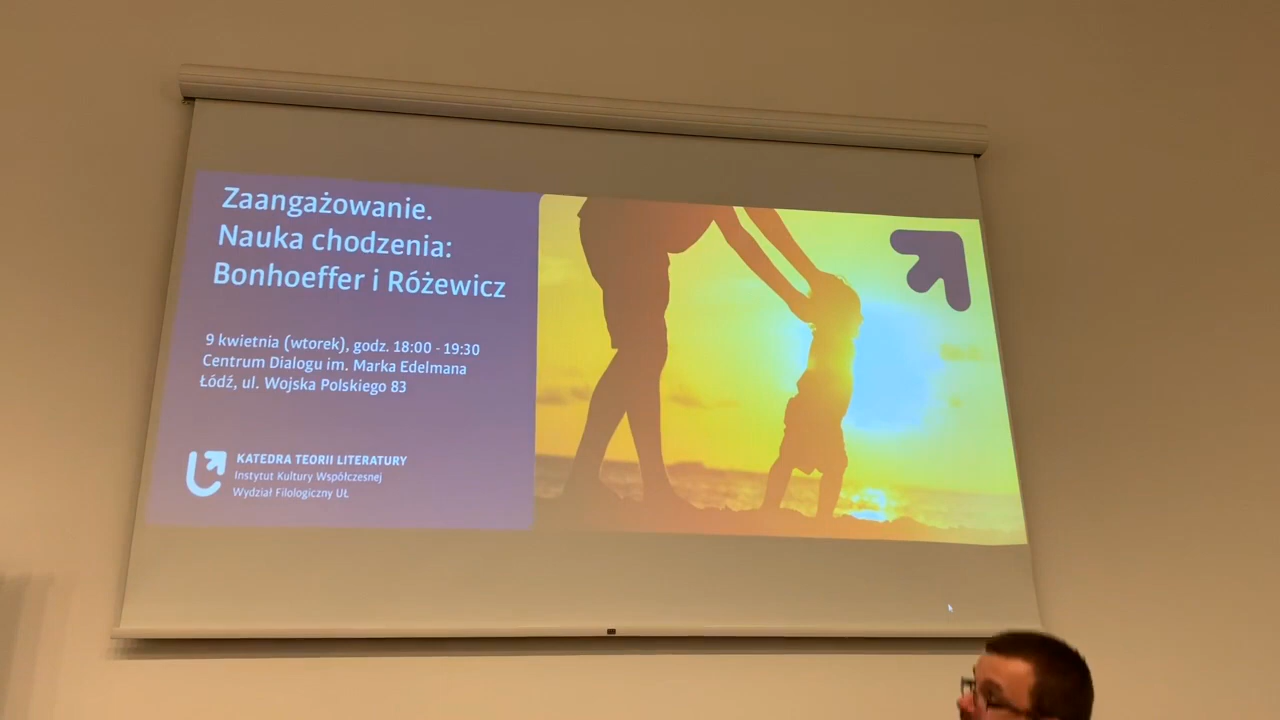 Zaangażowanie.
Nauka chodzenia:
Bonhoeffer i Różewicz
9 kwietnia (wtorek), godz. 18:00 - 19:30
Centrum Dialogu im. Marka Edelmana
Łódź, ul. Wojska Polskiego 83
KATEDRA TEORII LITERATURY
Instytut Kultury Współczesnej
Wydział Filologiczny UŁ